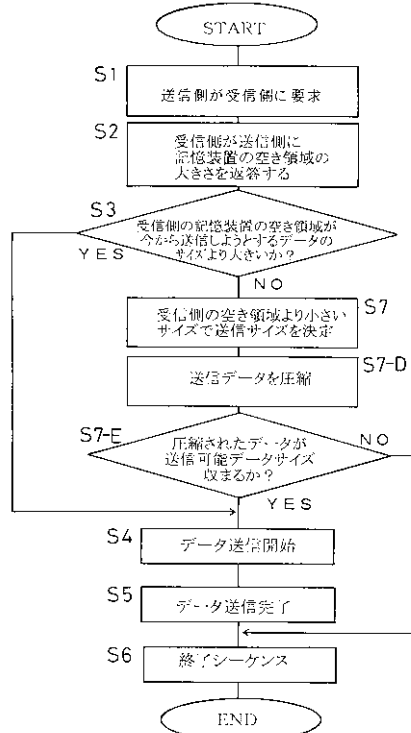 START
S1
送信側が受信側に要求
S2
受信側が送信側に
記憶装置の空き領域の
大きさを返答する
S3
受信側の記憶装置の空き領域が
今から送信しようとするデータの
サイズより大きいか?
YES
NO
S7
受信側の空き領域より小さい
サイズで送信サイズを決定
S7-D
送信データを圧縮
S7-E
圧縮されたデータが
送信可能データサイズ
収まるか?
NO
YES
S4
データ送信開始
S5
データ送信完了
S6
終了シーケンス
END